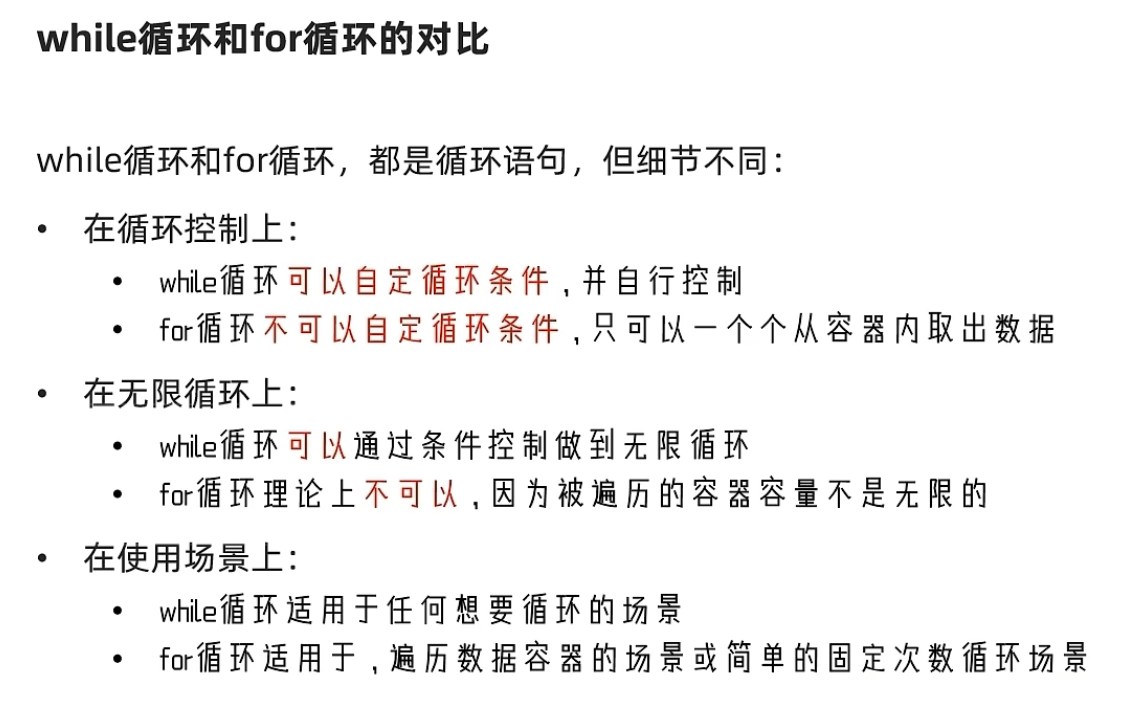 while循环和for循环的对比
while循环和for循环，都是循环语句，但细节不同：
• 在循环控制上：
• while循环可以自定循环条件，并自行控制
• for循环不可以自定循环条件，只可以一个个从容器内取出数据
• 在无限循环上：
• while循环可以通过条件控制做到无限循环
• for循环理论上不可以，因为被遍历的容器容量不是无限的
• 在使用场景上：
• while循环适用于任何想要循环的场景
• for循环适用于，遍历数据容器的场景或简单的固定次数循环场景